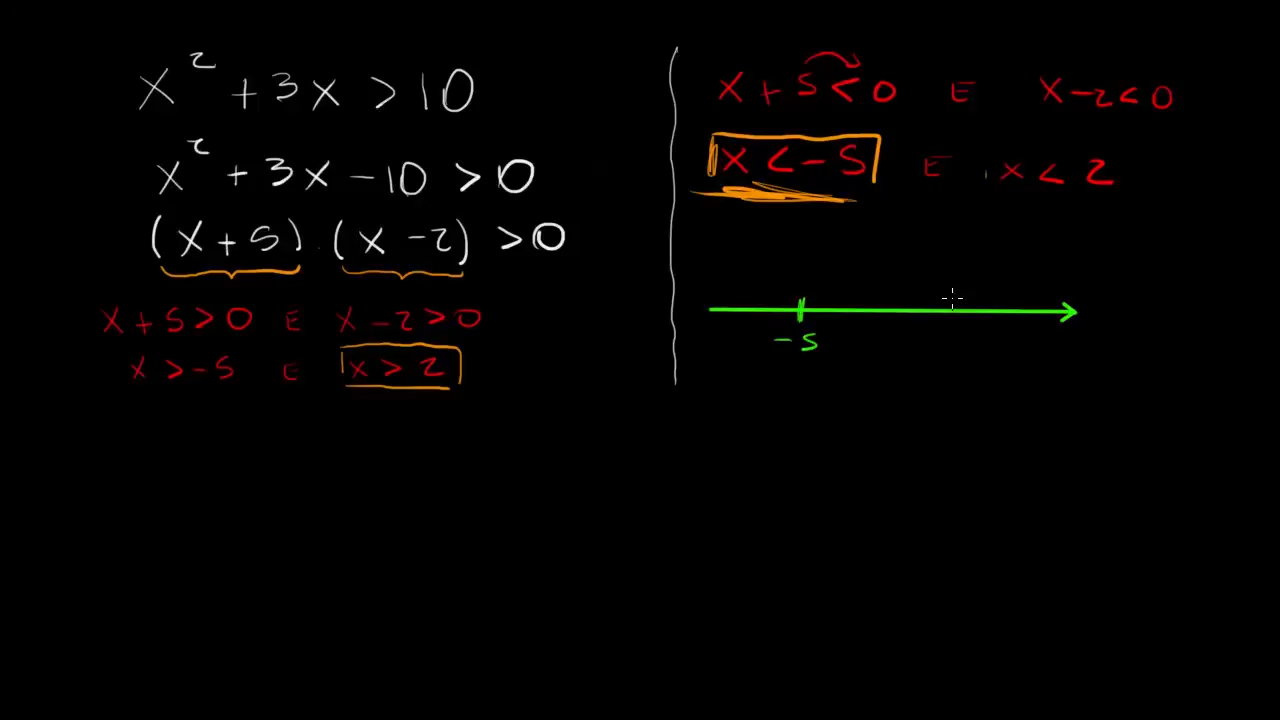 x² + 3x > 10
x² + 3x - 10 > 0
(x + 5) . (x - 2) > 0
x + 5 > 0 E x - 2 > 0
x > -5 E x > 2
x + 5 < 0 E x - 2 < 0
x < -5 E x < 2
-5